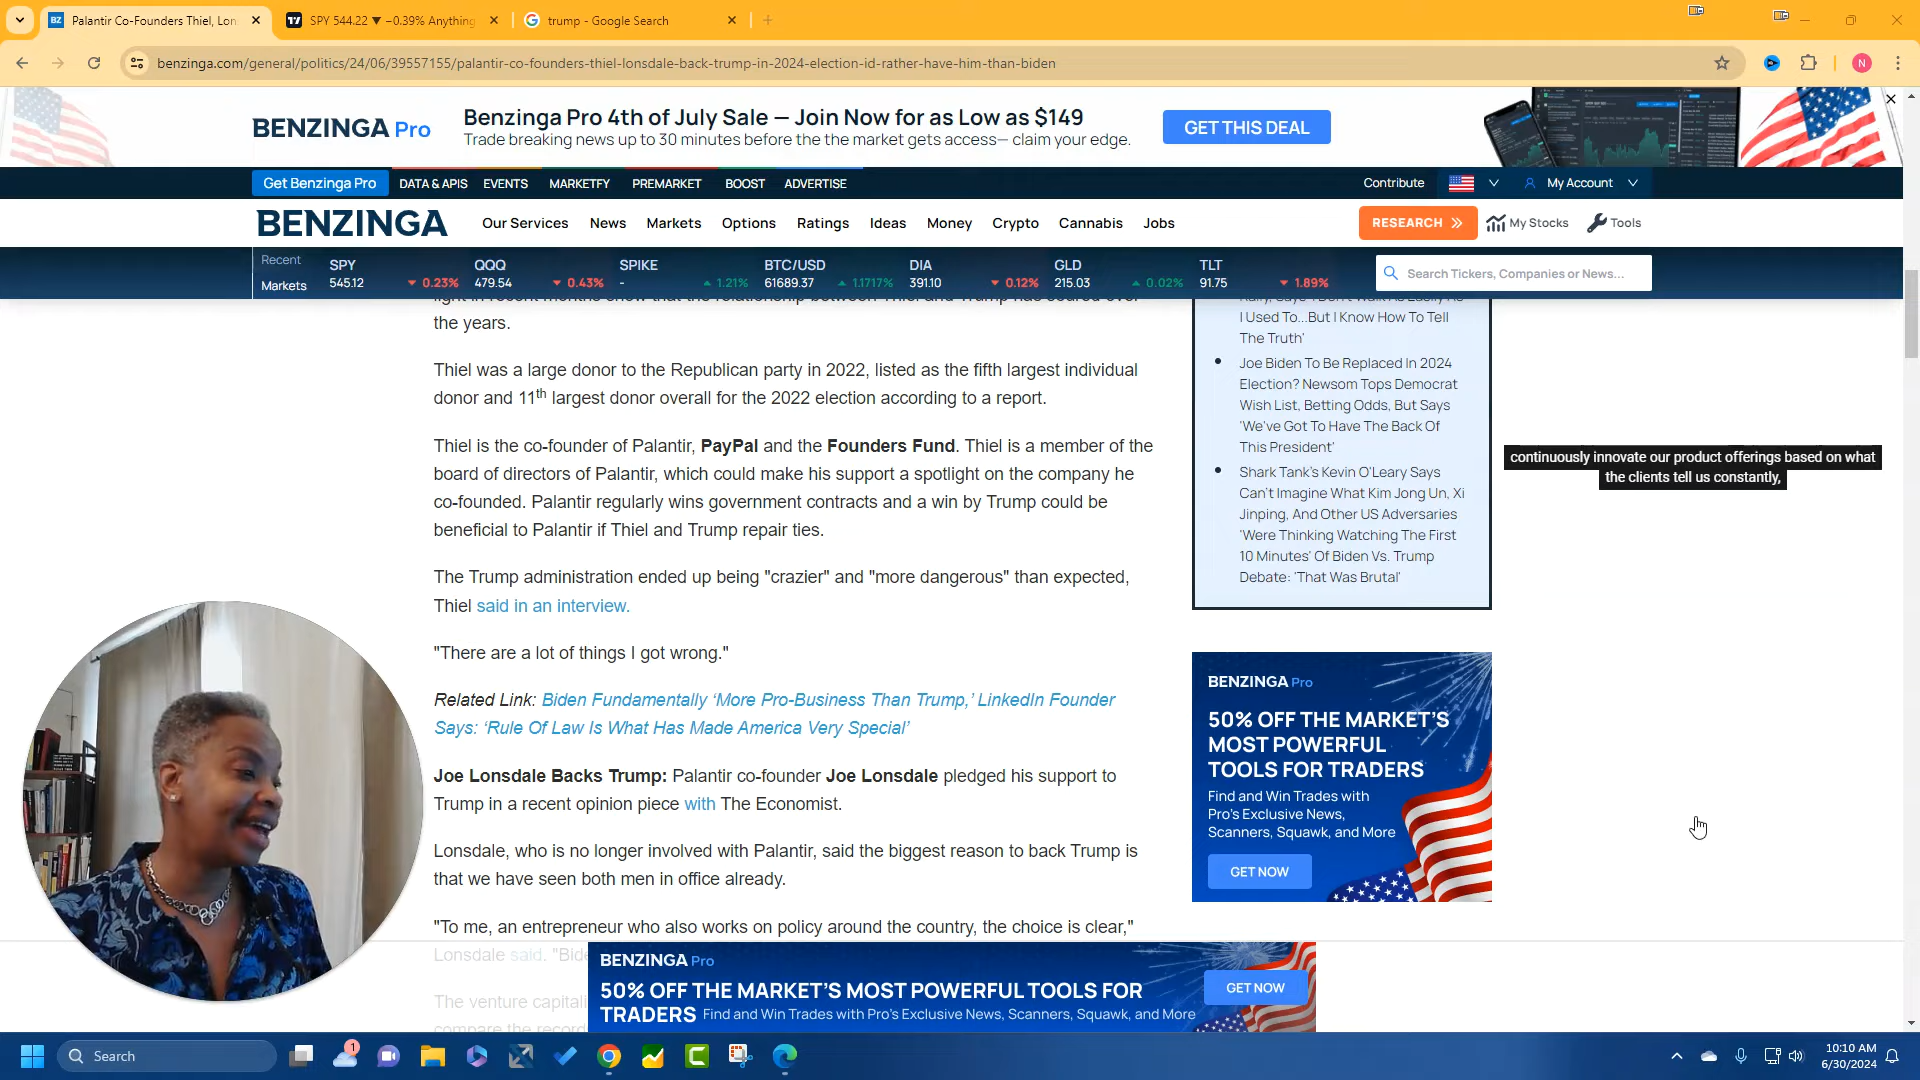 Palantir Co-Founders Thiel, Lon
SPY 544.22 ▼ −0.39% Anything
trump - Google Search
benzinga.com/general/politics/24/06/39557155/palantir-co-founders-thiel-lonsdale-back-trump-in-2024-election-id-rather-have-him-than-biden
N
BENZINGA Pro
Benzinga Pro 4th of July Sale — Join Now for as Low as $149
Trade breaking news up to 30 minutes before the the market gets access— claim your edge.
GET THIS DEAL
Get Benzinga Pro DATA & APIS EVENTS MARKETFY PREMARKET BOOST ADVERTISE
Contribute My Account
BENZINGA Our Services News Markets Options Ratings Ideas Money Crypto Cannabis Jobs
RESEARCH My Stocks Tools
Recent Markets
SPY 545.12 ▼ 0.23%
QQQ 479.54 ▼ 0.43%
SPIKE - ▲ 1.21%
BTC/USD 61689.37 ▲ 1.1717%
DIA 391.10 ▼ 0.12%
GLD 215.03 ▲ 0.02%
TLT 91.75 ▼ 1.89%
Search Tickers, Companies or News...
the years.
Thiel was a large donor to the Republican party in 2022, listed as the fifth largest individual
donor and 11th largest donor overall for the 2022 election according to a report.
Thiel is the co-founder of Palantir, PayPal and the Founders Fund. Thiel is a member of the
board of directors of Palantir, which could make his support a spotlight on the company he
co-founded. Palantir regularly wins government contracts and a win by Trump could be
beneficial to Palantir if Thiel and Trump repair ties.
The Trump administration ended up being "crazier" and "more dangerous" than expected,
Thiel said in an interview.
"There are a lot of things I got wrong."
Related Link: Biden Fundamentally ‘More Pro-Business Than Trump,’ LinkedIn Founder
Says: ‘Rule Of Law Is What Has Made America Very Special’
Joe Lonsdale Backs Trump: Palantir co-founder Joe Lonsdale pledged his support to
Trump in a recent opinion piece with The Economist.
Lonsdale, who is no longer involved with Palantir, said the biggest reason to back Trump is
that we have seen both men in office already.
"To me, an entrepreneur who also works on policy around the country, the choice is clear,"
Lonsdale said.
The venture
compare the
I Used To...But I Know How To Tell
The Truth'
Joe Biden To Be Replaced In 2024
Election? Newsom Tops Democrat
Wish List, Betting Odds, But Says
'We've Got To Have The Back Of
This President'
Shark Tank's Kevin O'Leary Says
Can't Imagine What Kim Jong Un, Xi
Jinping, And Other US Adversaries
'Were Thinking Watching The First
10 Minutes' Of Biden Vs. Trump
Debate: 'That Was Brutal'
continuously innovate our product offerings based on what
the clients tell us constantly,
BENZINGA Pro
50% OFF THE MARKET'S
MOST POWERFUL
TOOLS FOR TRADERS
Find and Win Trades with
Pro's Exclusive News,
Scanners, Squawk, and More
GET NOW
BENZINGA Pro
50% OFF THE MARKET'S MOST POWERFUL TOOLS FOR
TRADERS Find and Win Trades with Pro's Exclusive News, Scanners, Squawk, and More
GET NOW
Search
1
10:10 AM
6/30/2024